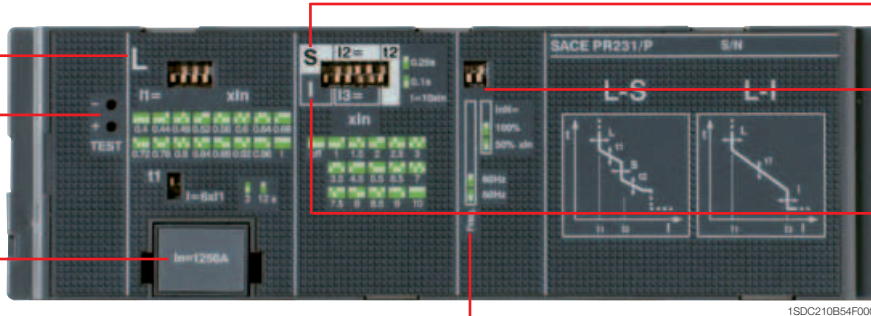 SACE PR231/P S/N
L
S I2= t2
0.25s
0.1s
I=10xIn
I1= xIn
I I3=
xIn
InN=
100%
50% xIn
L-S L-I
TEST
- +
0.4 0.44 0.48 0.52 0.56 0.6 0.64 0.68
0.72 0.76 0.8 0.84 0.88 0.92 0.96 1
off 1 1.5 2 2.5 3
3.5 4.5 5.5 6.5 7
7.5 8 8.5 9 10
t1
I=6xI1
3 12 s
60Hz
50Hz
Freq
In=1250A
t L t1 S t2 I
t L t1 I
1SDC210B54F000